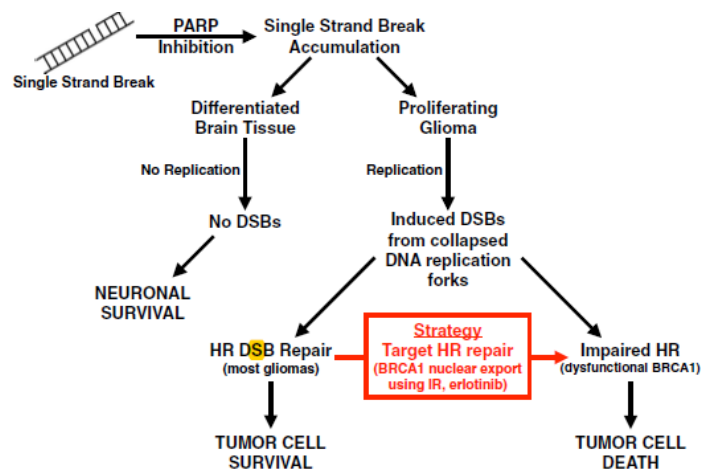 PARP
Inhibition
Single Strand Break
Accumulation
Single Strand Break
Differentiated
Brain Tissue
Proliferating
Glioma
No Replication
Replication
No DSBs
Induced DSBs
from collapsed
DNA replication
forks
NEURONAL
SURVIVAL
HR DSB Repair
(most gliomas)
Strategy
Target HR repair
(BRCA1 nuclear export
using IR, erlotinib)
Impaired HR
(dysfunctional BRCA1)
TUMOR CELL
SURVIVAL
TUMOR CELL
DEATH